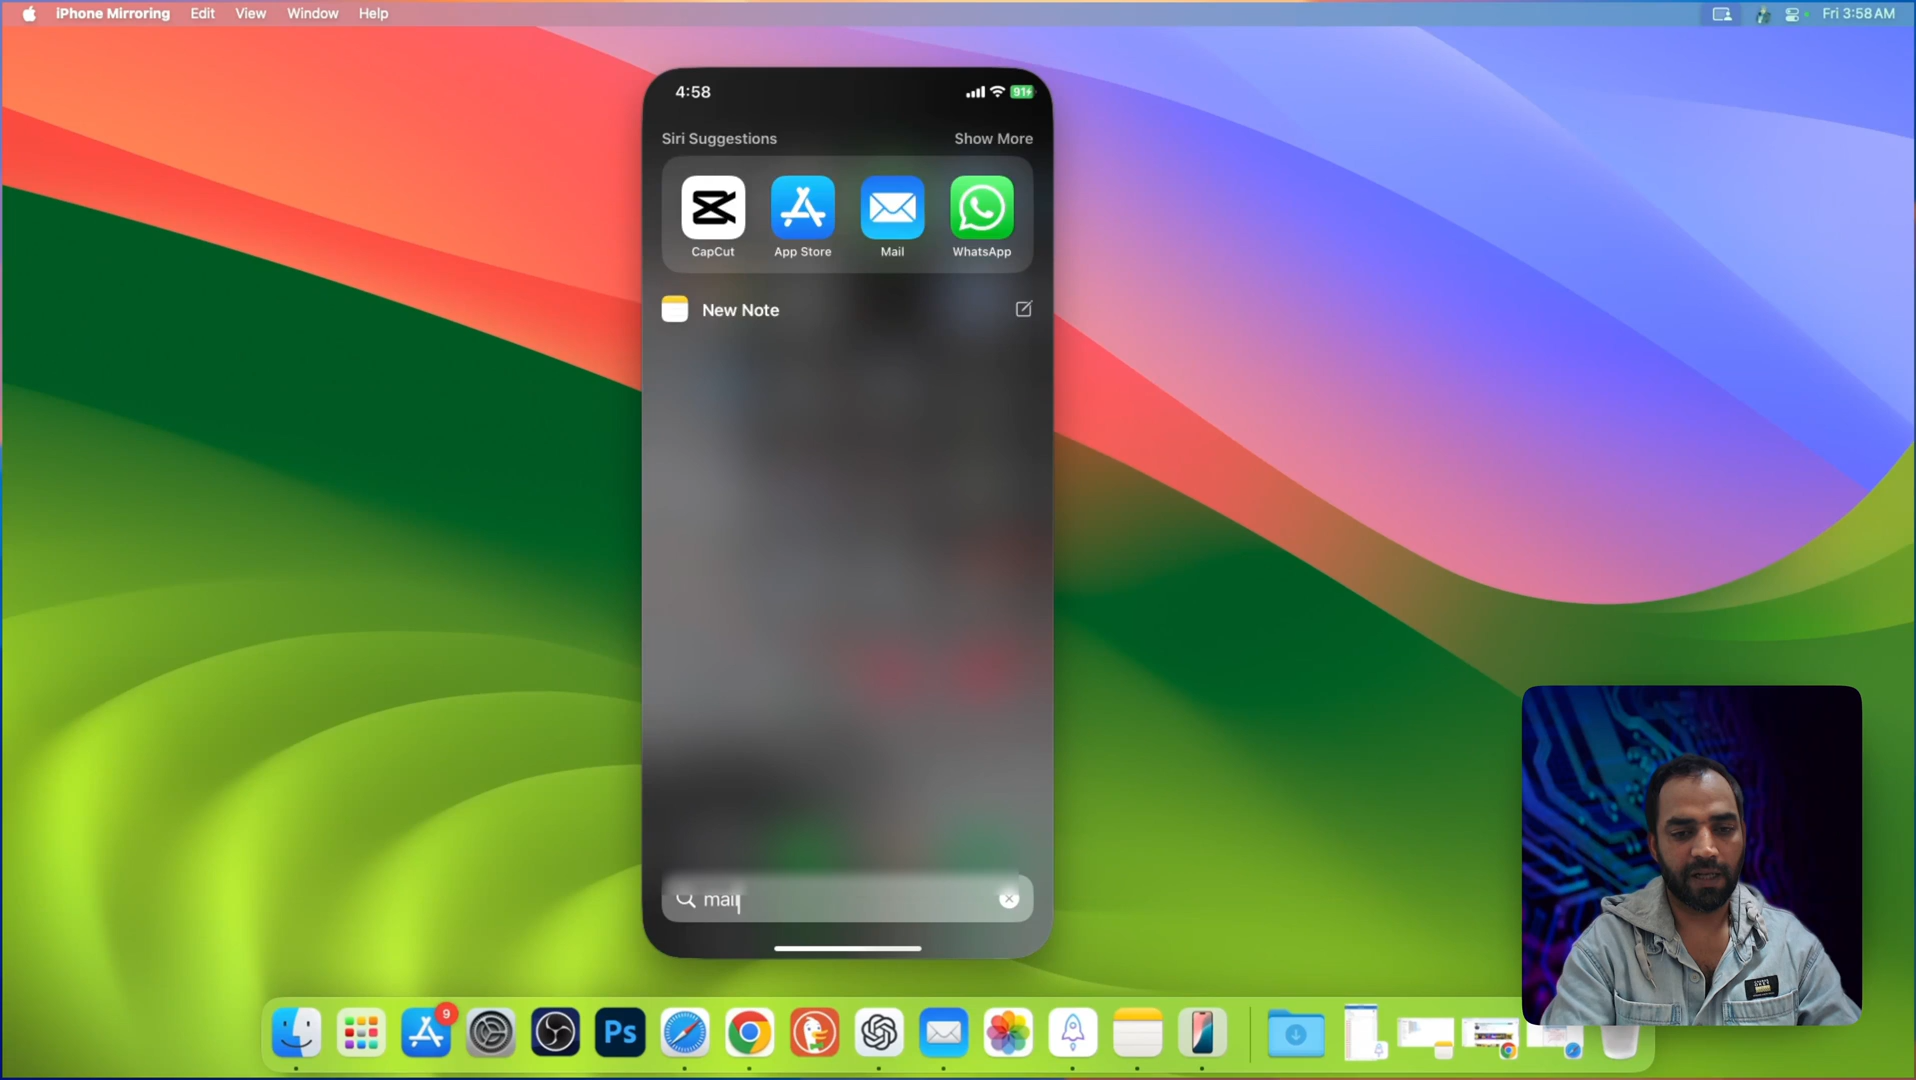 iPhone Mirroring Edit View Window Help Fri 3:58 AM
4:58 91
Siri Suggestions Show More
CapCut App Store Mail WhatsApp
New Note
mail
9
Ps